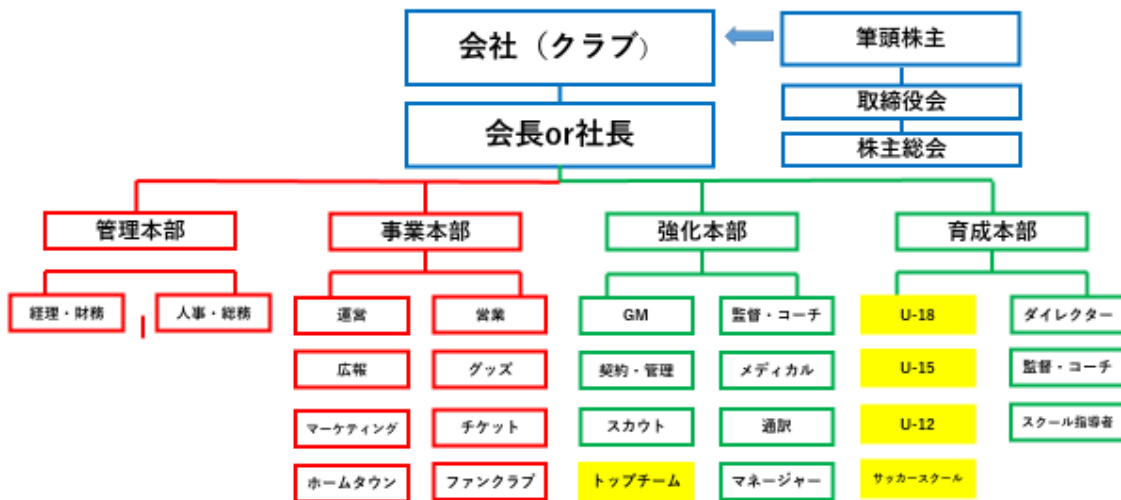 会社（クラブ）
筆頭株主
取締役会
会長or社長
株主総会
管理本部
事業本部
強化本部
育成本部
経理・財務
人事・総務
運営
営業
GM
監督・コーチ
U-18
ダイレクター
広報
グッズ
契約・管理
メディカル
U-15
監督・コーチ
マーケティング
チケット
スカウト
通訳
U-12
スクール指導者
ホームタウン
ファンクラブ
トップチーム
マネージャー
サッカースクール